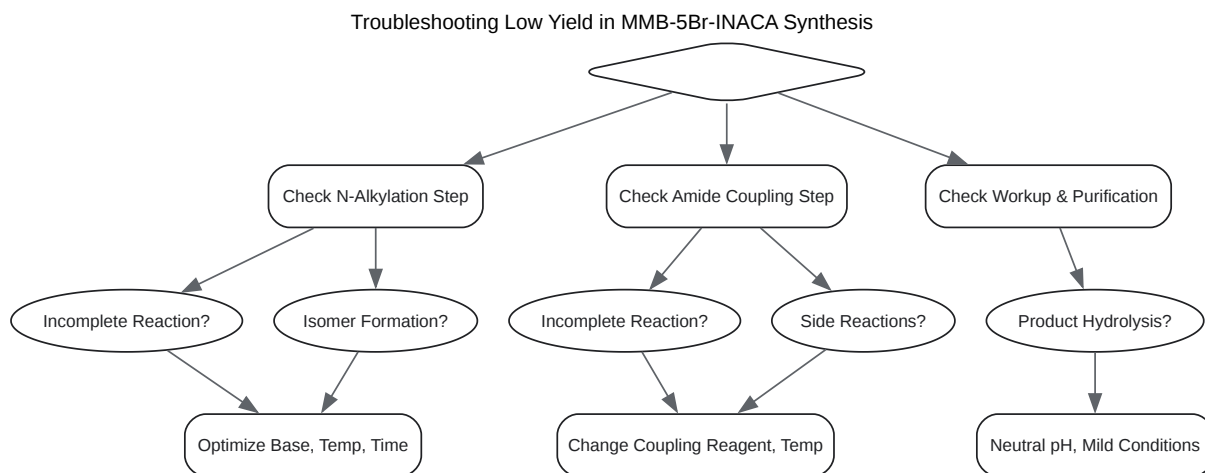 Troubleshooting Low Yield in MMB-5Br-INACA Synthesis
Check N-Alkylation Step
Check Amide Coupling Step
Check Workup & Purification
Incomplete Reaction?
Isomer Formation?
Incomplete Reaction?
Side Reactions?
Product Hydrolysis?
Optimize Base, Temp, Time
Change Coupling Reagent, Temp
Neutral pH, Mild Conditions